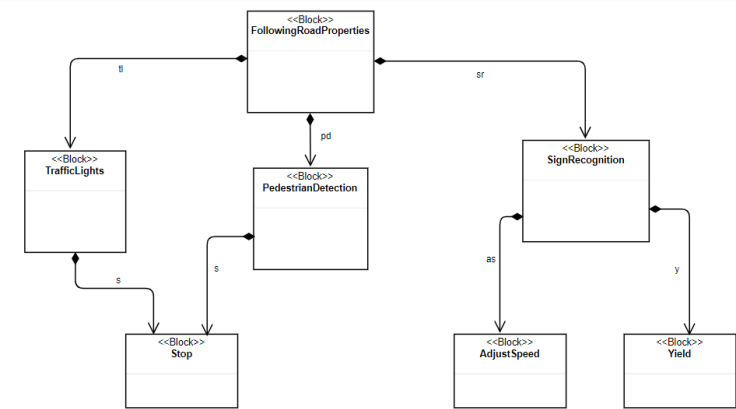 <<Block>>
FollowingRoadProperties
tl
sr
pd
<<Block>>
TrafficLights
<<Block>>
PedestrianDetection
<<Block>>
SignRecognition
s
s
as
y
<<Block>>
Stop
<<Block>>
AdjustSpeed
<<Block>>
Yield